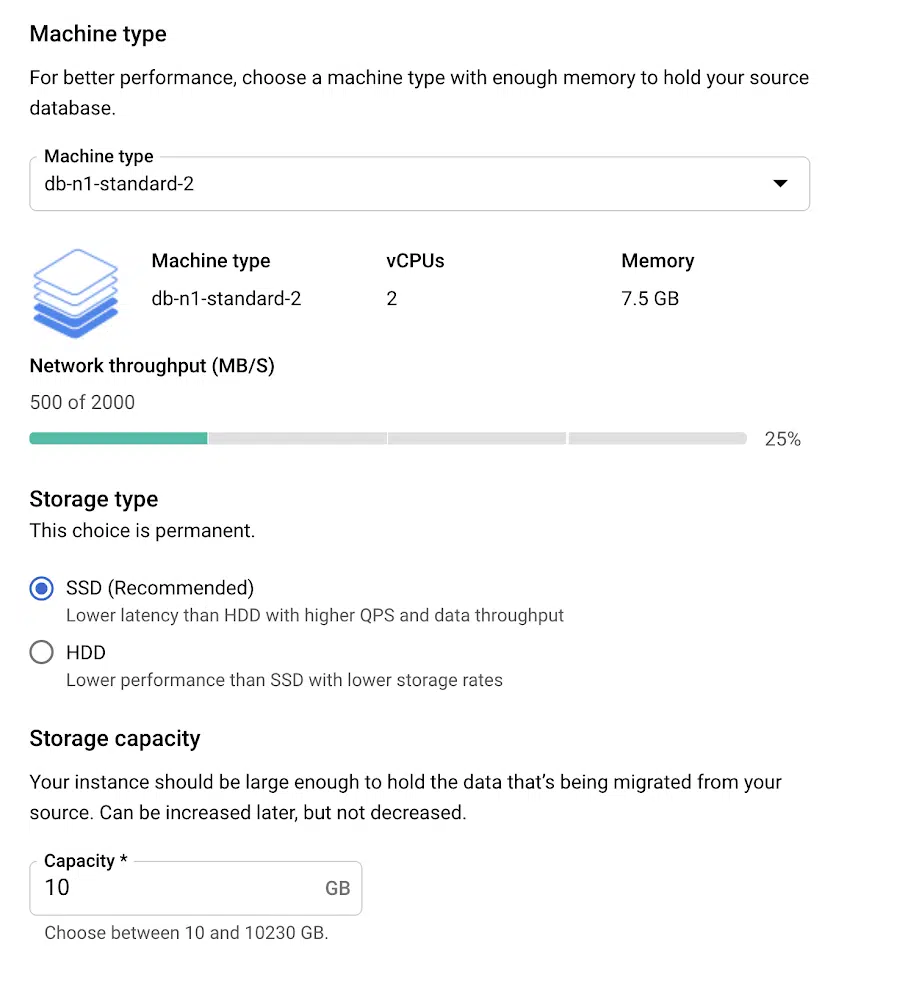 Machine type
For better performance, choose a machine type with enough memory to hold your source
database.
Machine type
db-n1-standard-2
Machine type vCPUs Memory
db-n1-standard-2 2 7.5 GB
Network throughput (MB/S)
500 of 2000
25%
Storage type
This choice is permanent.
SSD (Recommended)
Lower latency than HDD with higher QPS and data throughput
HDD
Lower performance than SSD with lower storage rates
Storage capacity
Your instance should be large enough to hold the data that’s being migrated from your
source. Can be increased later, but not decreased.
Capacity *
10 GB
Choose between 10 and 10230 GB.